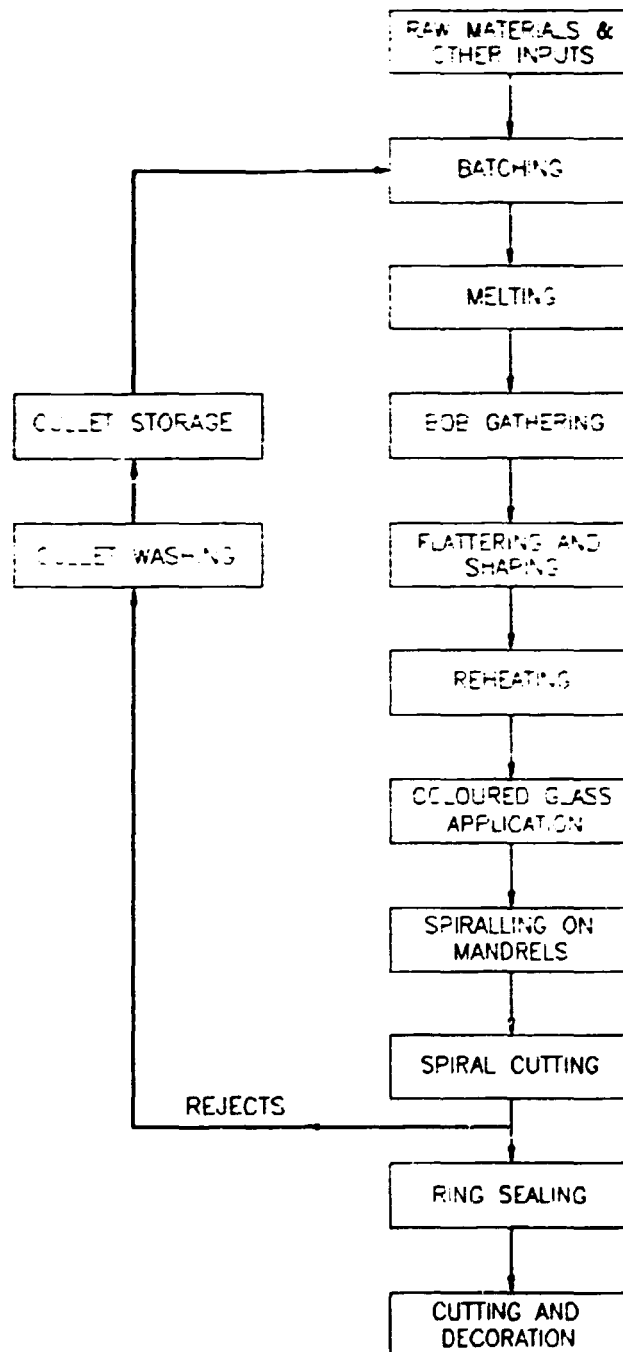 RAW MATERIALS &
OTHER INPUTS
BATCHING
MELTING
CULLET STORAGE
BOB GATHERING
CULLET WASHING
FLATTERING AND
SHAPING
REHEATING
COLOURED GLASS
APPLICATION
SPIRALLING ON
MANDRELS
SPIRAL CUTTING
REJECTS
RING SEALING
CUTTING AND
DECORATION